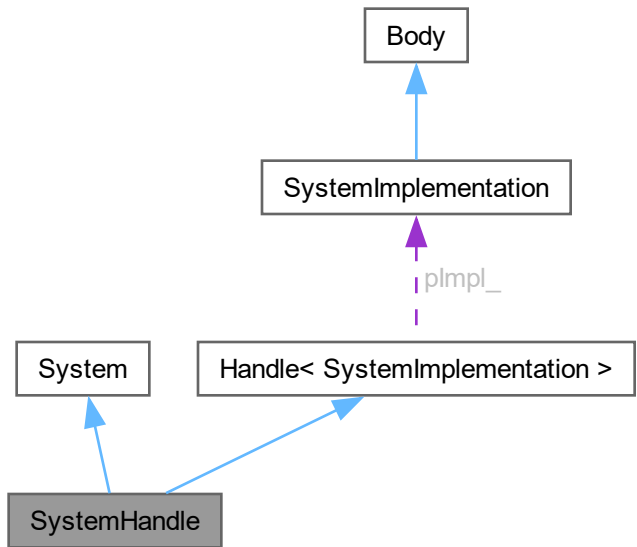 Body
SystemImplementation
pImpl_
System
Handle< SystemImplementation >
SystemHandle